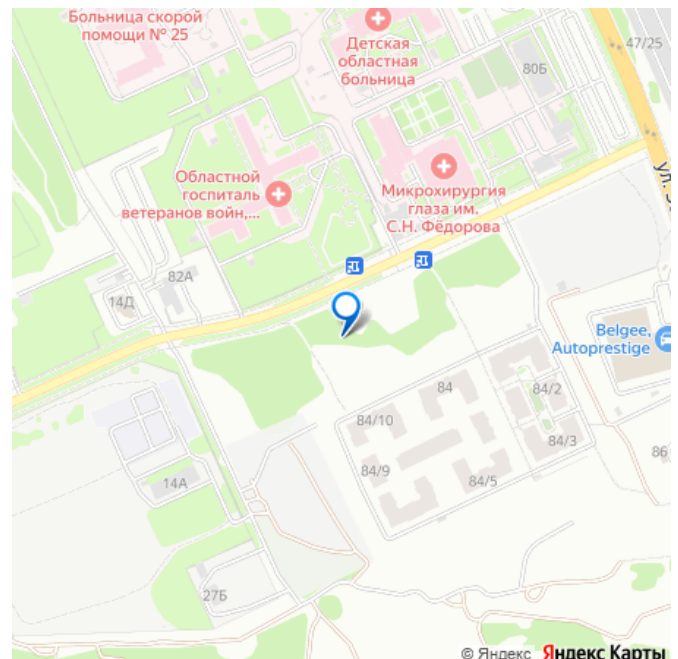 Больница скорой
помощи № 25
Детская
областная
больница
47/25
80Б
Областной
госпиталь
ветеранов войн,...
Микрохирургия
глаза им.
С.Н. Фёдорова
82А
14Д
Belgee,
Autoprestige
84
84/2
84/10
84/3
84/9
84/5
86
14А
27Б
© Яндекс Яндекс Карты